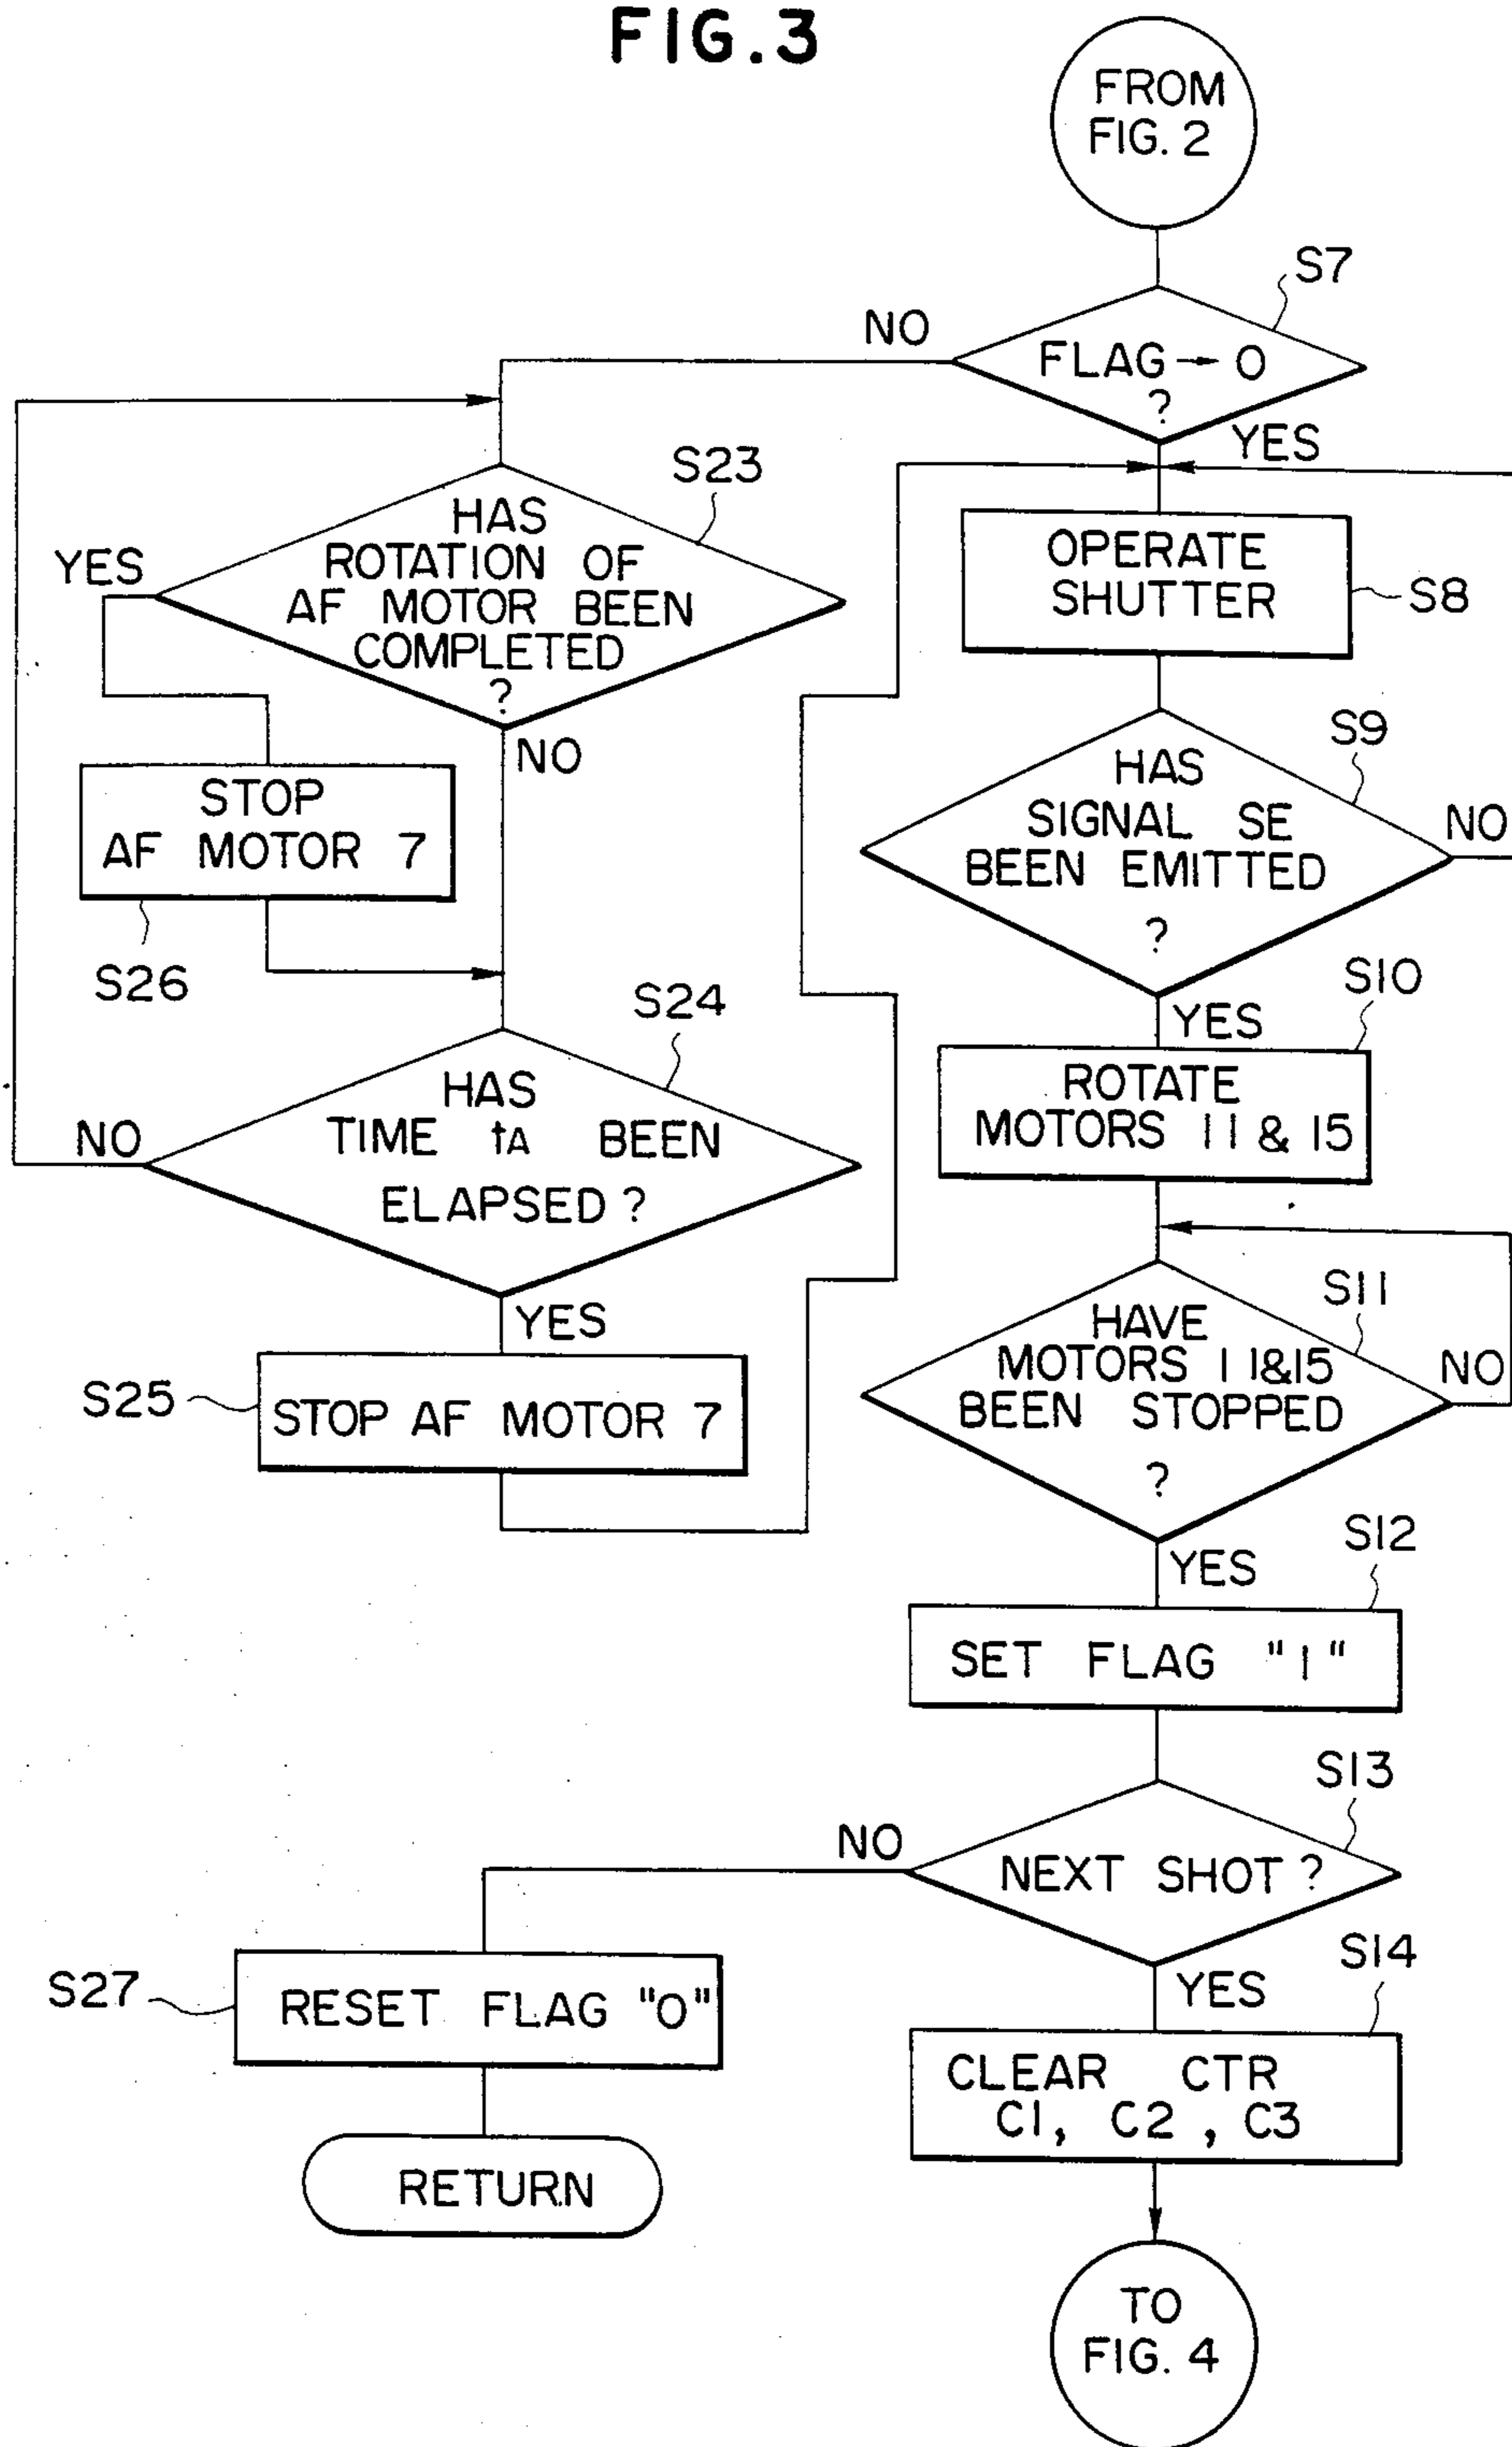 FIG.3
FROM
FIG. 2
S7
NO
FLAG → 0
?
YES
S23
HAS
ROTATION OF
AF MOTOR BEEN
COMPLETED
?
YES
NO
OPERATE
SHUTTER
S8
STOP
AF MOTOR 7
S26
S9
HAS
SIGNAL SE
BEEN EMITTED
?
NO
YES
S24
HAS
TIME tA BEEN
ELAPSED ?
NO
YES
S10
ROTATE
MOTORS 11 & 15
S25
STOP AF MOTOR 7
S11
HAVE
MOTORS 11&15
BEEN STOPPED
?
NO
YES
S12
SET FLAG "1"
S13
NEXT SHOT ?
NO
YES
S27
RESET FLAG "0"
RETURN
S14
CLEAR CTR
C1, C2 , C3
TO
FIG. 4